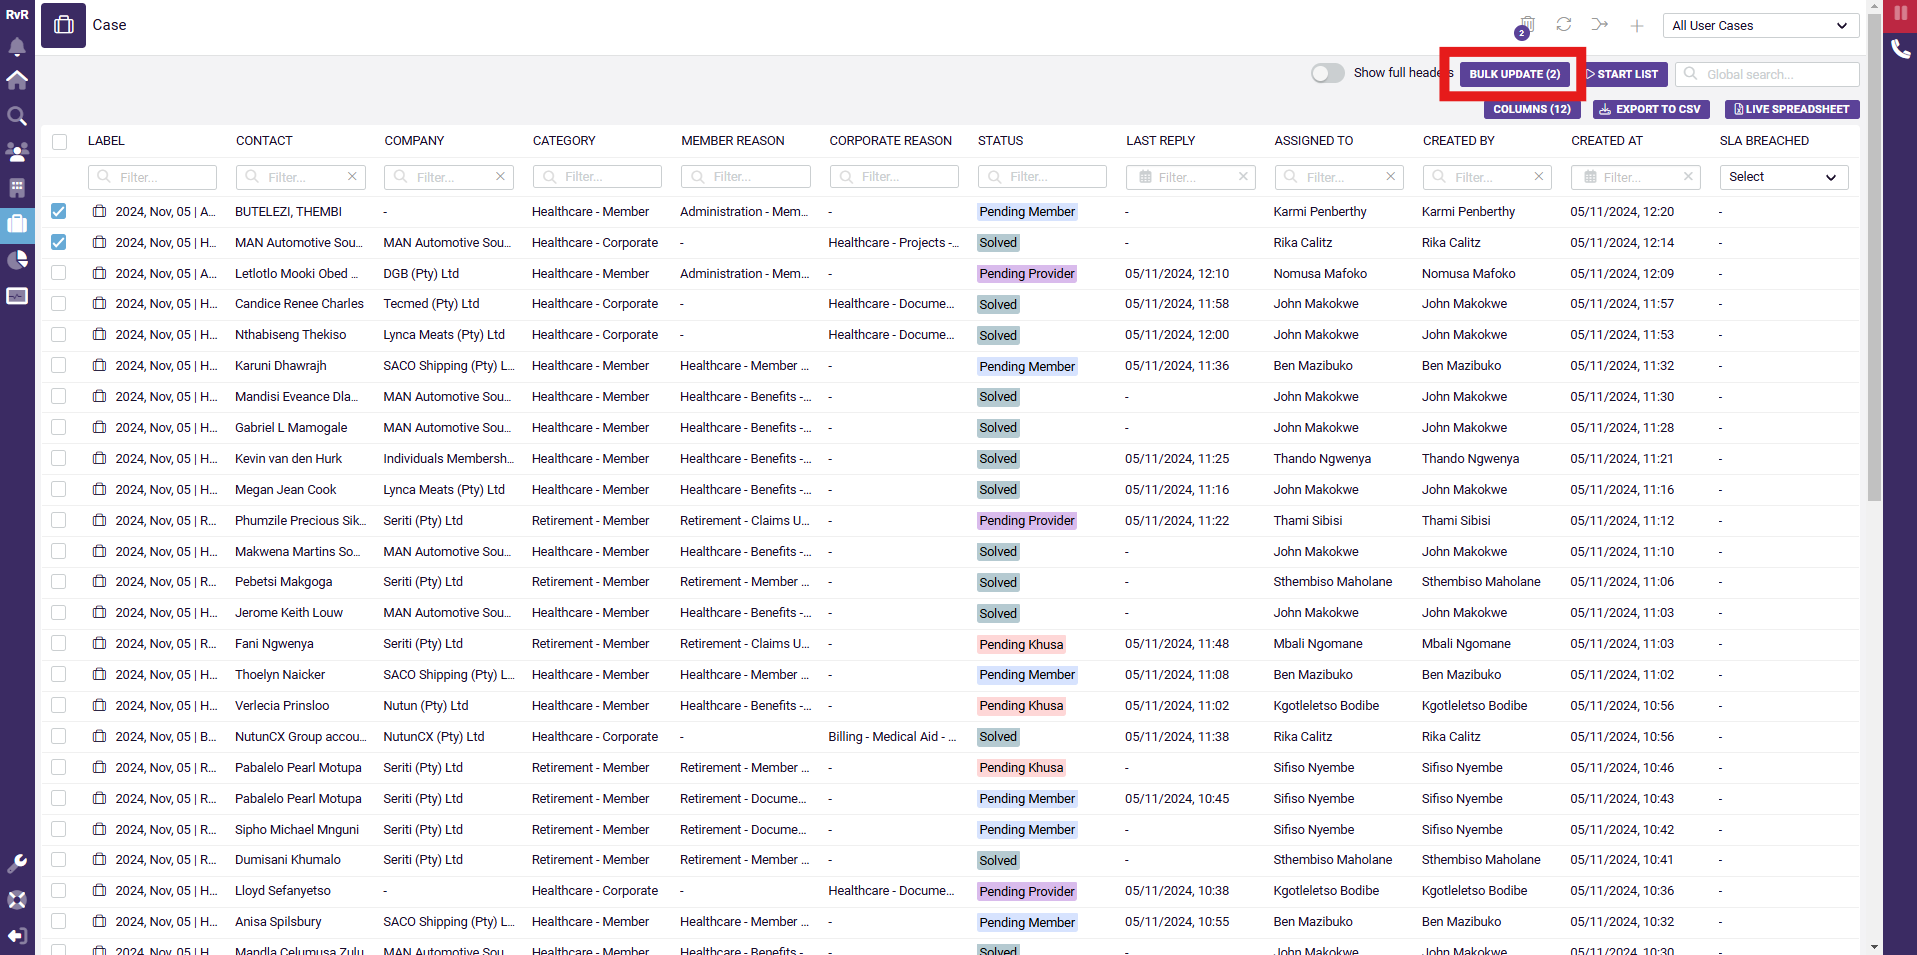 RvR
Case
2
All User Cases
Show full headers
BULK UPDATE (2)
START LIST
Global search...
COLUMNS (12)
EXPORT TO CSV
LIVE SPREADSHEET
LABEL CONTACT COMPANY CATEGORY MEMBER REASON CORPORATE REASON STATUS LAST REPLY ASSIGNED TO CREATED BY CREATED AT SLA BREACHED
Filter... Filter... Filter... Filter... Filter... Filter... Filter... Filter... Filter... Filter... Filter... Select
2024, Nov, 05 | A... BUTELEZI, THEMBI - Healthcare - Member Administration - Mem... - Pending Member - Karmi Penberthy Karmi Penberthy 05/11/2024, 12:20 -
2024, Nov, 05 | H... MAN Automotive Sou... MAN Automotive Sou... Healthcare - Corporate - Healthcare - Projects -... Solved - Rika Calitz Rika Calitz 05/11/2024, 12:14 -
2024, Nov, 05 | A... Letlotlo Mooki Obed ... DGB (Pty) Ltd Healthcare - Member Administration - Mem... - Pending Provider 05/11/2024, 12:10 Nomusa Mafoko Nomusa Mafoko 05/11/2024, 12:09 -
2024, Nov, 05 | H... Candice Renee Charles Tecmed (Pty) Ltd Healthcare - Corporate - Healthcare - Docume... Solved 05/11/2024, 11:58 John Makokwe John Makokwe 05/11/2024, 11:57 -
2024, Nov, 05 | H... Nthabiseng Thekiso Lynca Meats (Pty) Ltd Healthcare - Corporate - Healthcare - Docume... Solved 05/11/2024, 12:00 John Makokwe John Makokwe 05/11/2024, 11:53 -
2024, Nov, 05 | H... Karuni Dhawrajh SACO Shipping (Pty) L... Healthcare - Member Healthcare - Member ... - Pending Member 05/11/2024, 11:36 Ben Mazibuko Ben Mazibuko 05/11/2024, 11:32 -
2024, Nov, 05 | H... Mandisi Eveance Dla... MAN Automotive Sou... Healthcare - Member Healthcare - Benefits -... - Solved - John Makokwe John Makokwe 05/11/2024, 11:30 -
2024, Nov, 05 | H... Gabriel L Mamogale MAN Automotive Sou... Healthcare - Member Healthcare - Benefits -... - Solved - John Makokwe John Makokwe 05/11/2024, 11:28 -
2024, Nov, 05 | H... Kevin van den Hurk Individuals Membersh... Healthcare - Member Healthcare - Benefits -... - Solved 05/11/2024, 11:25 Thando Ngwenya Thando Ngwenya 05/11/2024, 11:21 -
2024, Nov, 05 | H... Megan Jean Cook Lynca Meats (Pty) Ltd Healthcare - Member Healthcare - Benefits -... - Solved 05/11/2024, 11:16 John Makokwe John Makokwe 05/11/2024, 11:16 -
2024, Nov, 05 | R... Phumzile Precious Sik... Seriti (Pty) Ltd Retirement - Member Retirement - Claims U... - Pending Provider 05/11/2024, 11:22 Thami Sibisi Thami Sibisi 05/11/2024, 11:12 -
2024, Nov, 05 | H... Makwena Martins So... MAN Automotive Sou... Healthcare - Member Healthcare - Benefits -... - Solved - John Makokwe John Makokwe 05/11/2024, 11:10 -
2024, Nov, 05 | R... Pebetsi Makgoga Seriti (Pty) Ltd Retirement - Member Retirement - Member ... - Solved - Sthembiso Maholane Sthembiso Maholane 05/11/2024, 11:06 -
2024, Nov, 05 | H... Jerome Keith Louw MAN Automotive Sou... Healthcare - Member Healthcare - Benefits -... - Solved - John Makokwe John Makokwe 05/11/2024, 11:03 -
2024, Nov, 05 | R... Fani Ngwenya Seriti (Pty) Ltd Retirement - Member Retirement - Claims U... - Pending Khusa 05/11/2024, 11:48 Mbali Ngomane Mbali Ngomane 05/11/2024, 11:03 -
2024, Nov, 05 | H... Thoelyn Naicker SACO Shipping (Pty) L... Healthcare - Member Healthcare - Member ... - Pending Member 05/11/2024, 11:08 Ben Mazibuko Ben Mazibuko 05/11/2024, 11:02 -
2024, Nov, 05 | H... Verlecia Prinsloo Nutun (Pty) Ltd Healthcare - Member Healthcare - Benefits -... - Pending Khusa 05/11/2024, 11:02 Kgotleletso Bodibe Kgotleletso Bodibe 05/11/2024, 10:56 -
2024, Nov, 05 | B... NutunCX Group accou... NutunCX (Pty) Ltd Healthcare - Corporate - Billing - Medical Aid - ... Solved 05/11/2024, 11:38 Rika Calitz Rika Calitz 05/11/2024, 10:56 -
2024, Nov, 05 | R... Pabalelo Pearl Motupa Seriti (Pty) Ltd Retirement - Member Retirement - Member ... - Pending Khusa - Sifiso Nyembe Sifiso Nyembe 05/11/2024, 10:46 -
2024, Nov, 05 | R... Pabalelo Pearl Motupa Seriti (Pty) Ltd Retirement - Member Retirement - Docume... - Pending Member 05/11/2024, 10:45 Sifiso Nyembe Sifiso Nyembe 05/11/2024, 10:43 -
2024, Nov, 05 | R... Sipho Michael Mnguni Seriti (Pty) Ltd Retirement - Member Retirement - Docume... - Pending Member - Sifiso Nyembe Sifiso Nyembe 05/11/2024, 10:42 -
2024, Nov, 05 | R... Dumisani Khumalo Seriti (Pty) Ltd Retirement - Member Retirement - Member ... - Solved - Sthembiso Maholane Sthembiso Maholane 05/11/2024, 10:41 -
2024, Nov, 05 | H... Lloyd Sefanyetso - Healthcare - Corporate - Healthcare - Docume... Pending Provider 05/11/2024, 10:38 Kgotleletso Bodibe Kgotleletso Bodibe 05/11/2024, 10:36 -
2024, Nov, 05 | H... Anisa Spilsbury SACO Shipping (Pty) L... Healthcare - Member Healthcare - Member ... - Pending Member 05/11/2024, 10:55 Ben Mazibuko Ben Mazibuko 05/11/2024, 10:32 -
2024, Nov, 05 | H... Mandla Celumusa Zulu MAN Automotive Sou... Healthcare - Member Healthcare - Benefits -... - Solved - John Makokwe John Makokwe 05/11/2024, 10:30 -